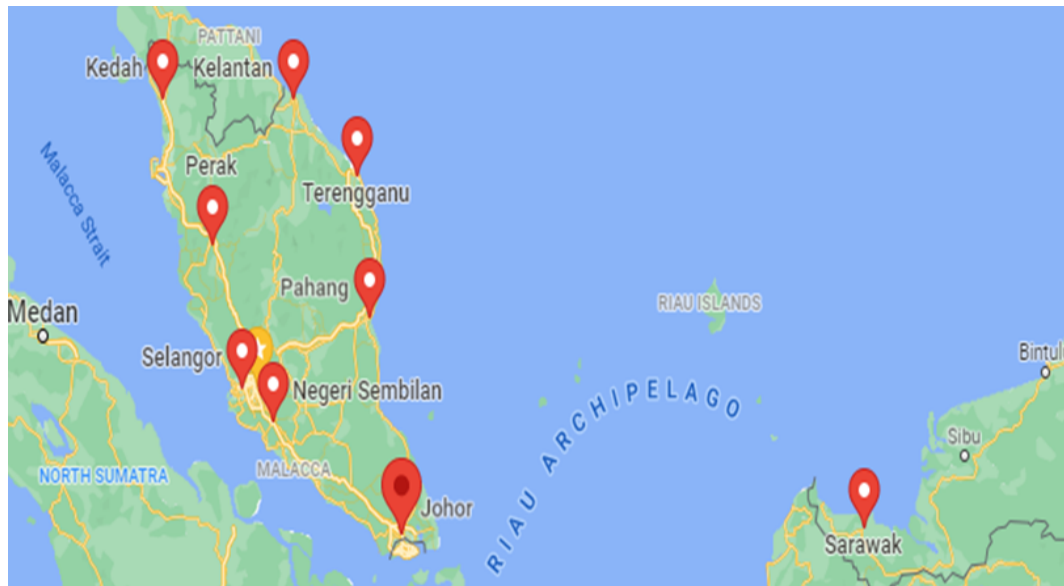 PATTANI
Kedah
Kelantan
Malacca Strait
Perak
Terengganu
Pahang
RIAU ISLANDS
Medan
Selangor
Bintulu
Negeri Sembilan
RIAU ARCHIPELAGO
Sibu
NORTH SUMATRA
MALACCA
Johor
Sarawak